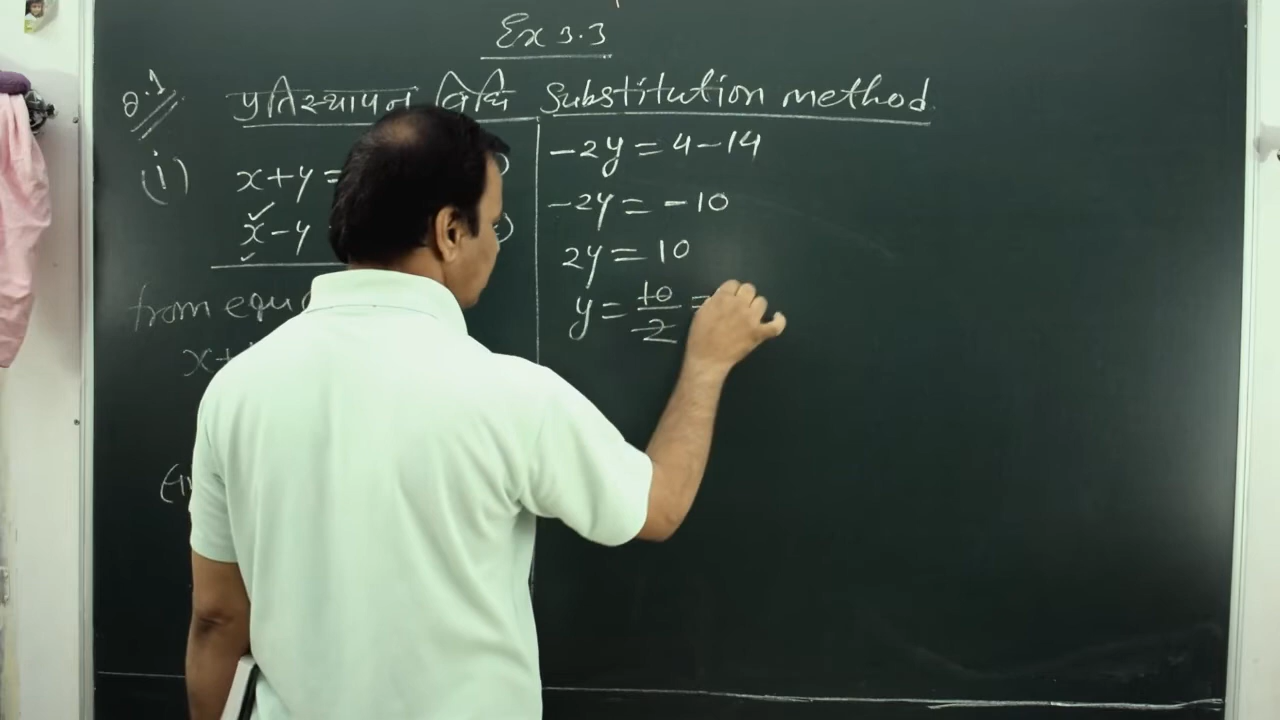 Ex 3.3
Q.1 प्रतिस्थापन विधि Substitution method
(i) x+y=
x-y
from equ
x+
-2y=4-14
-2y=-10
2y=10
y=10/2=